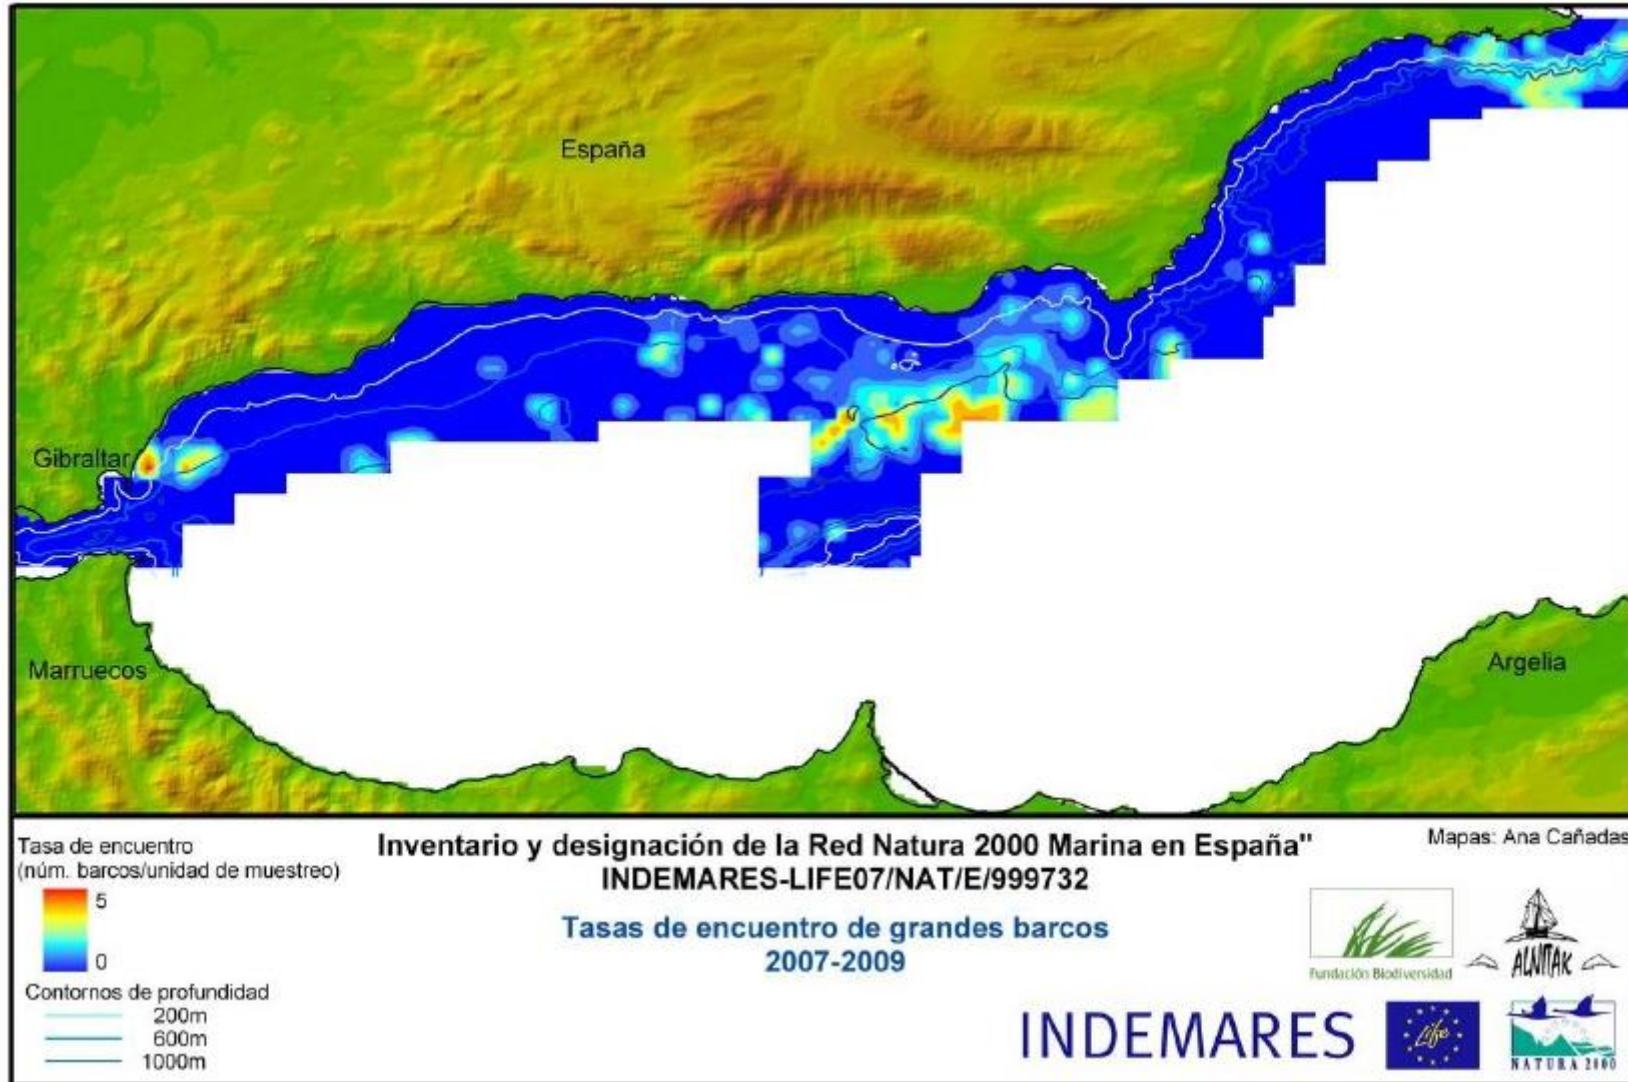 España
Gibraltar
Marruecos
Argelia
Tasa de encuentro
(núm. barcos/unidad de muestreo)
5
0
Contornos de profundidad
200m
600m
1000m
Inventario y designación de la Red Natura 2000 Marina en España"
INDEMARES-LIFE07/NAT/E/999732
Tasas de encuentro de grandes barcos
2007-2009
Mapas: Ana Cañadas
Fundación Biodiversidad
ALNITAK
INDEMARES
Life
NATURA 2000